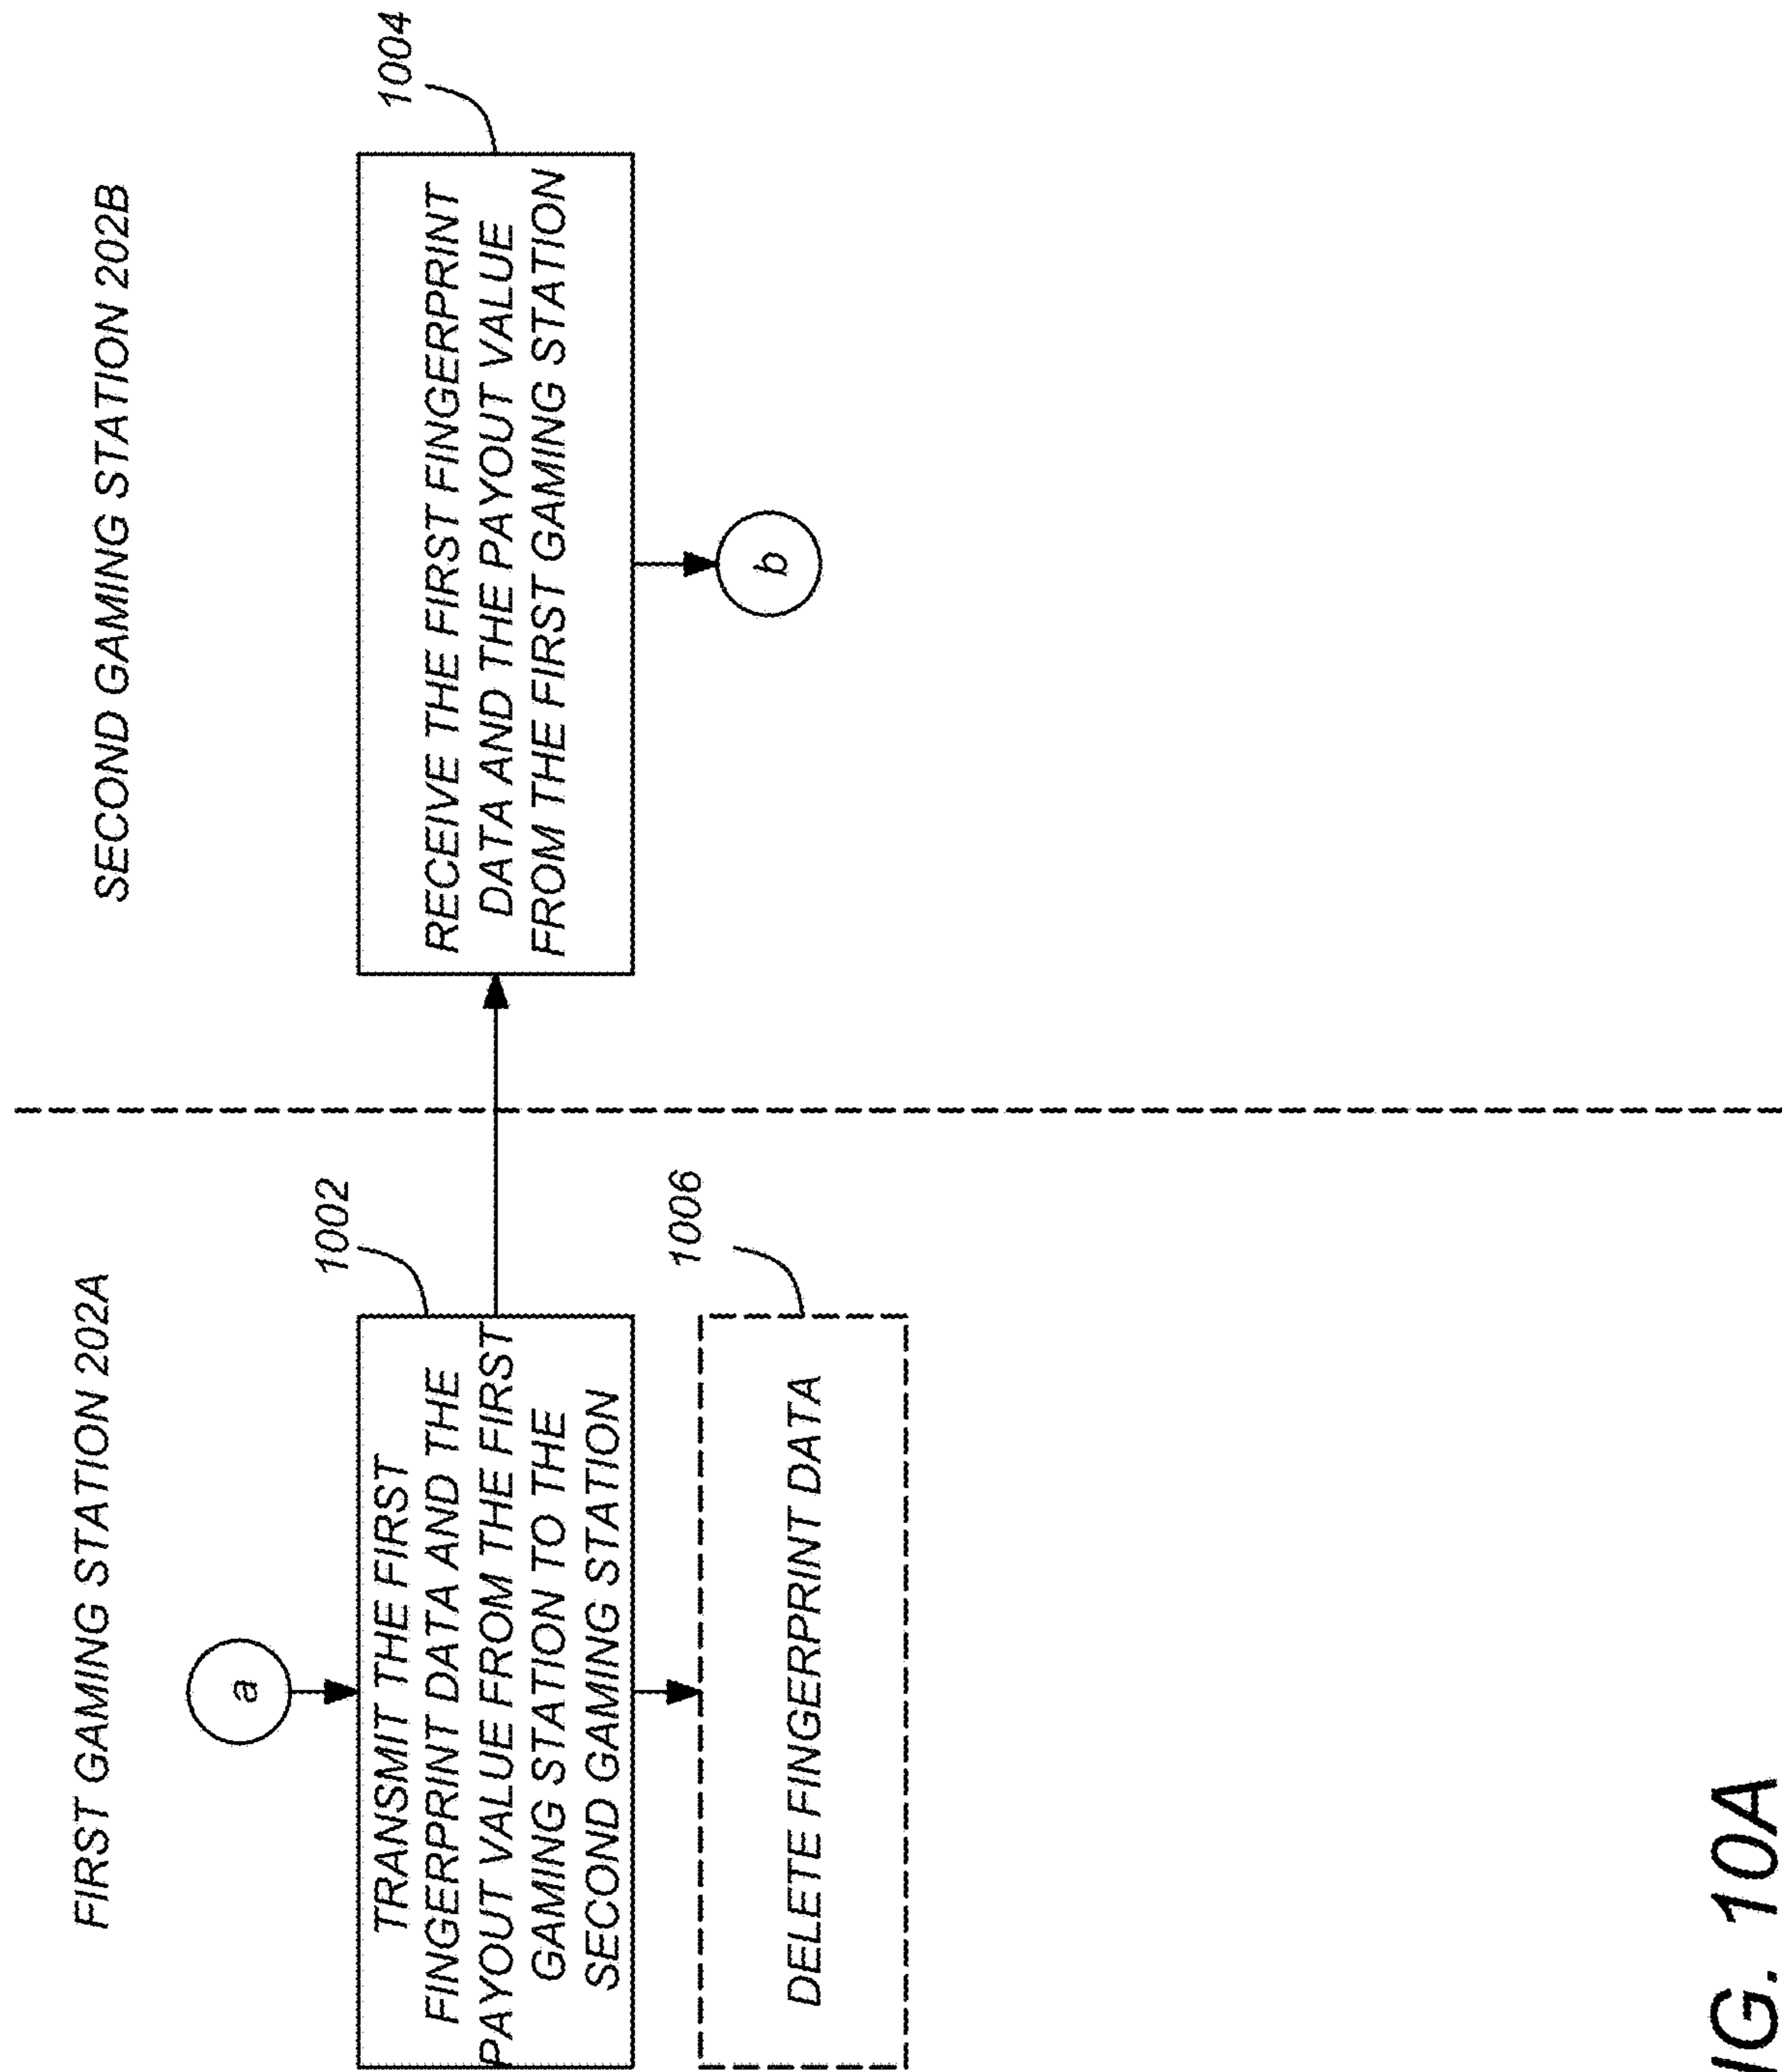 FIRST GAMING STATION 202A
a
1002
TRANSMIT THE FIRST
FINGERPRINT DATA AND THE
PAYOUT VALUE FROM THE FIRST
GAMING STATION TO THE
SECOND GAMING STATION
1006
DELETE FINGERPRINT DATA
SECOND GAMING STATION 202B
1004
RECEIVE THE FIRST FINGERPRINT
DATA AND THE PAYOUT VALUE
FROM THE FIRST GAMING STATION
b
IG. 10A